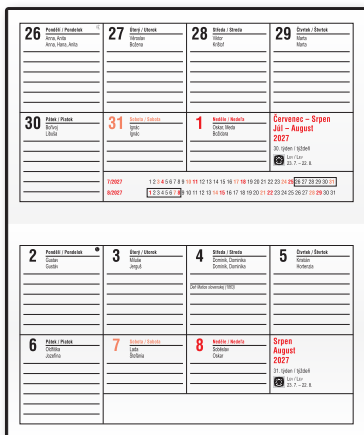 26 Pondělí / Pondelok
Anna, Anita
Anna, Hana, Anita
27 Úterý / Utorok
Věroslav
Božena
28 Středa / Streda
Viktor
Krištof
29 Čtvrtek / Štvrtok
Marta
Marta
30 Pátek / Piatok
Bořivoj
Libuša
31 Sobota / Sobota
Ignác
Ignác
1 Neděle / Nedeľa
Oskar, Meda
Božidara
Červenec – Srpen
Júl – August
2027
30. týden / týždeň
Lev / Lev
23. 7. – 22. 8.
7/2027 1 2 3 4 5 6 7 8 9 10 11 12 13 14 15 16 17 18 19 20 21 22 23 24 25 26 27 28 29 30 31
8/2027 1 2 3 4 5 6 7 8 9 10 11 12 13 14 15 16 17 18 19 20 21 22 23 24 25 26 27 28 29 30 31
2 Pondělí / Pondelok
Gustav
Gustáv
3 Úterý / Utorok
Miluše
Jerguš
4 Středa / Streda
Dominik, Dominika
Dominik, Dominika
Deň Matice slovenskej (1863)
5 Čtvrtek / Štvrtok
Kristián
Hortenzia
6 Pátek / Piatok
Oldřiška
Jozefína
7 Sobota / Sobota
Lada
Štefánia
8 Neděle / Nedeľa
Soběslav
Oskar
Srpen
August
2027
31. týden / týždeň
Lev / Lev
23. 7. – 22. 8.